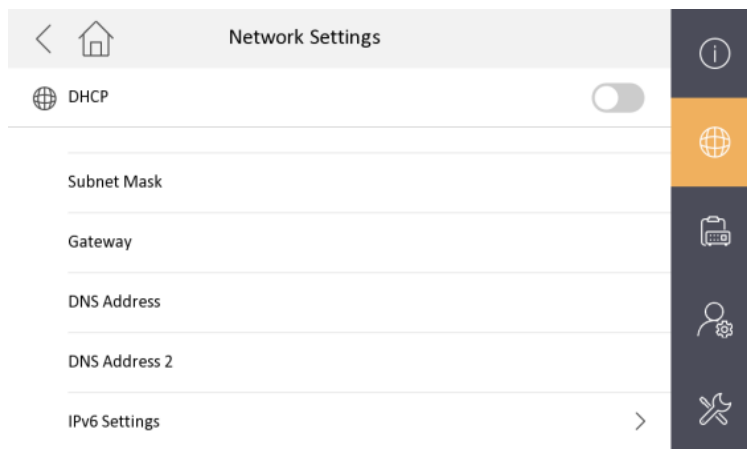 Network Settings
DHCP
Subnet Mask
Gateway
DNS Address
DNS Address 2
IPv6 Settings